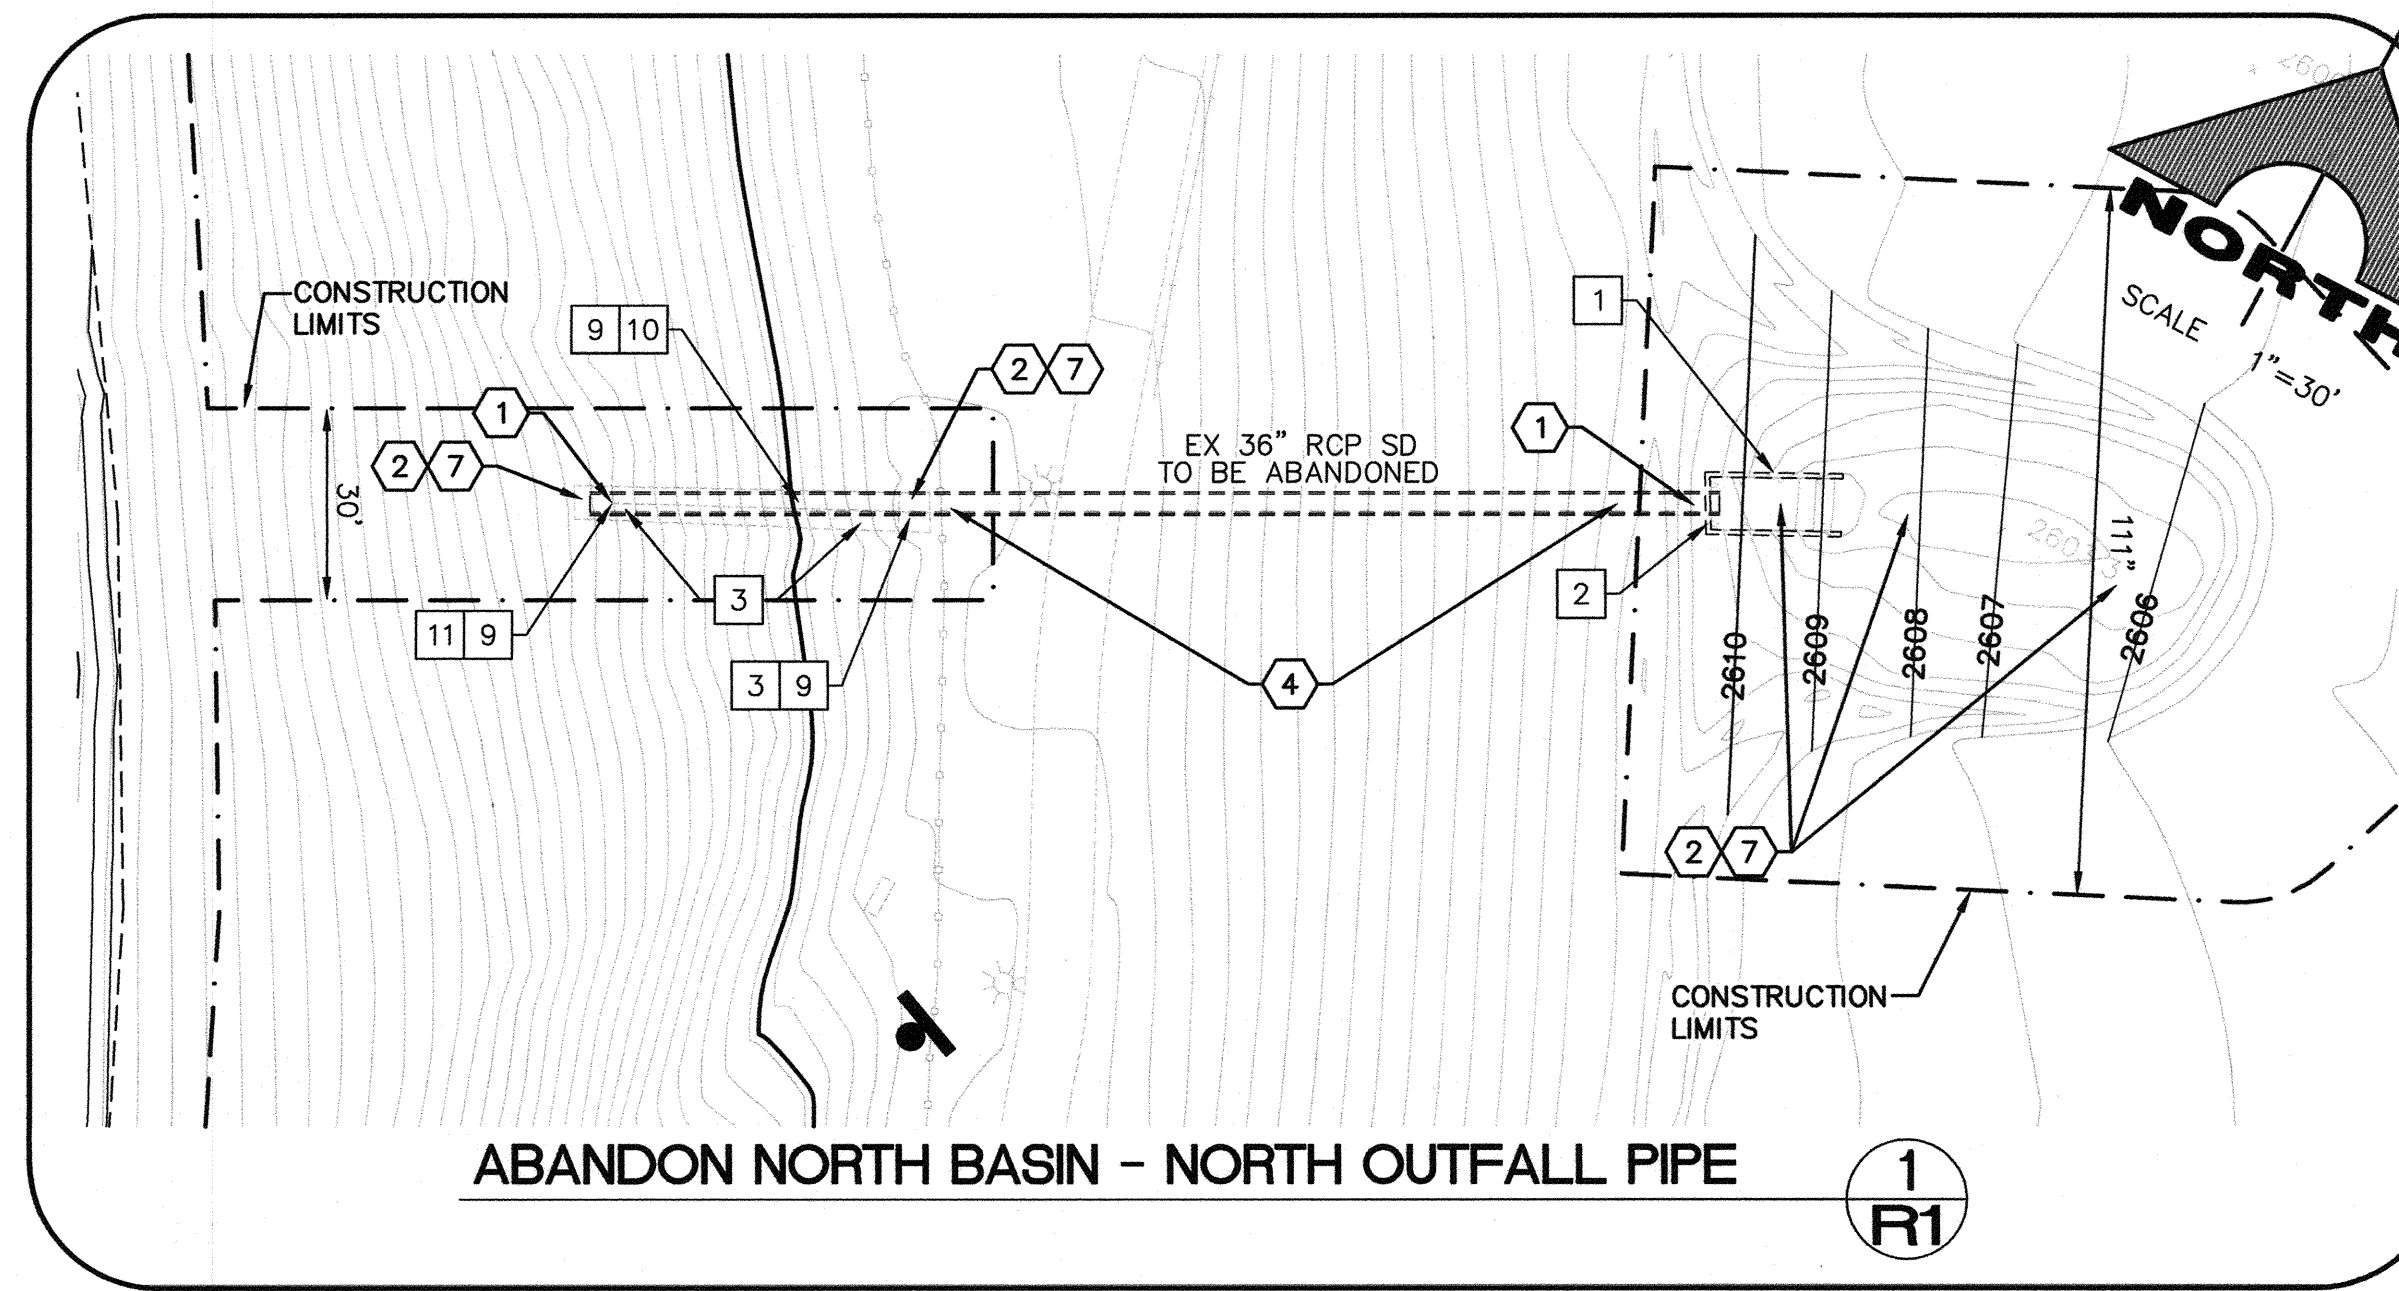 CONSTRUCTION
LIMITS
9 10
1
2 7
30'
11 9
3
3 9
2 7
EX 36" RCP SD
TO BE ABANDONED
4
1
1
2
2610
2609
2608
2607
2606
111"
2 7
NORTH
SCALE
1"=30'
CONSTRUCTION
LIMITS
ABANDON NORTH BASIN - NORTH OUTFALL PIPE
1
R1